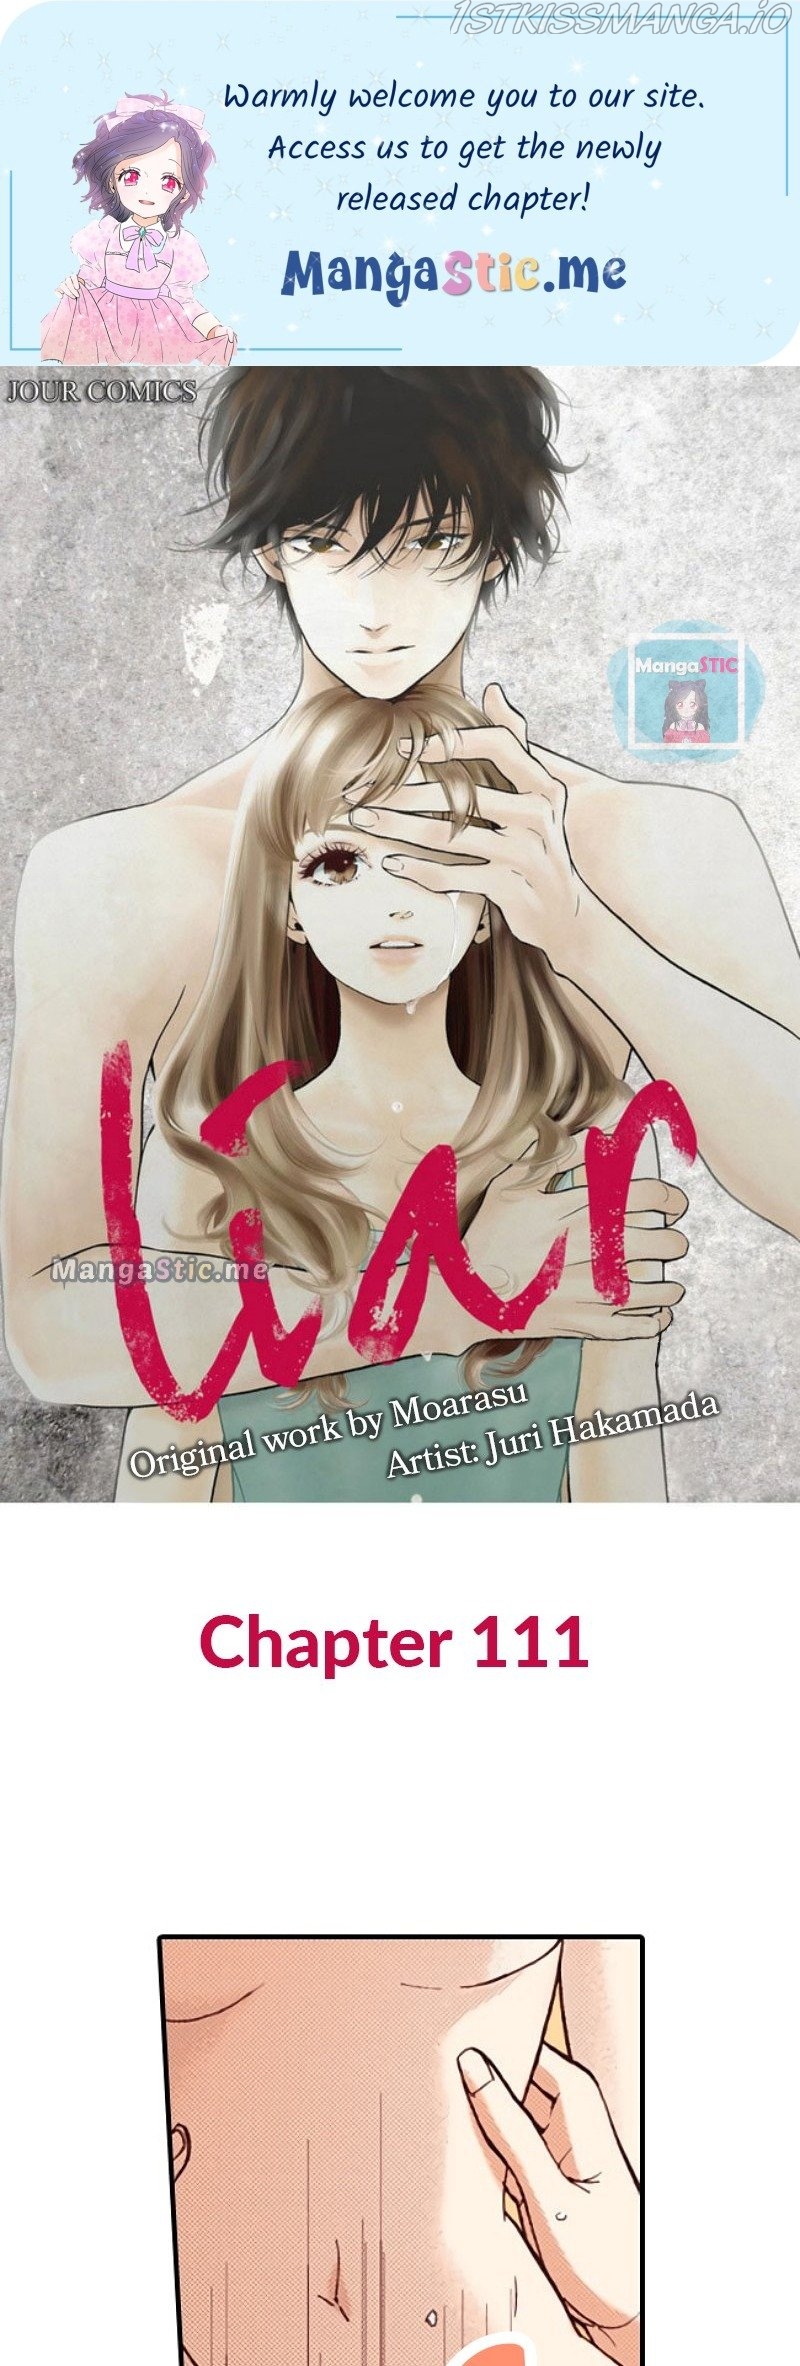 1STKISSMANGA.iO
Warmly welcome you to our site.
Access us to get the newly
released chapter!
MangaStic.me
JOUR COMICS
MangaSTIC
liar
MangaStic.me
Original work by Moarasu
Artist: Juri Hakamada
Chapter 111